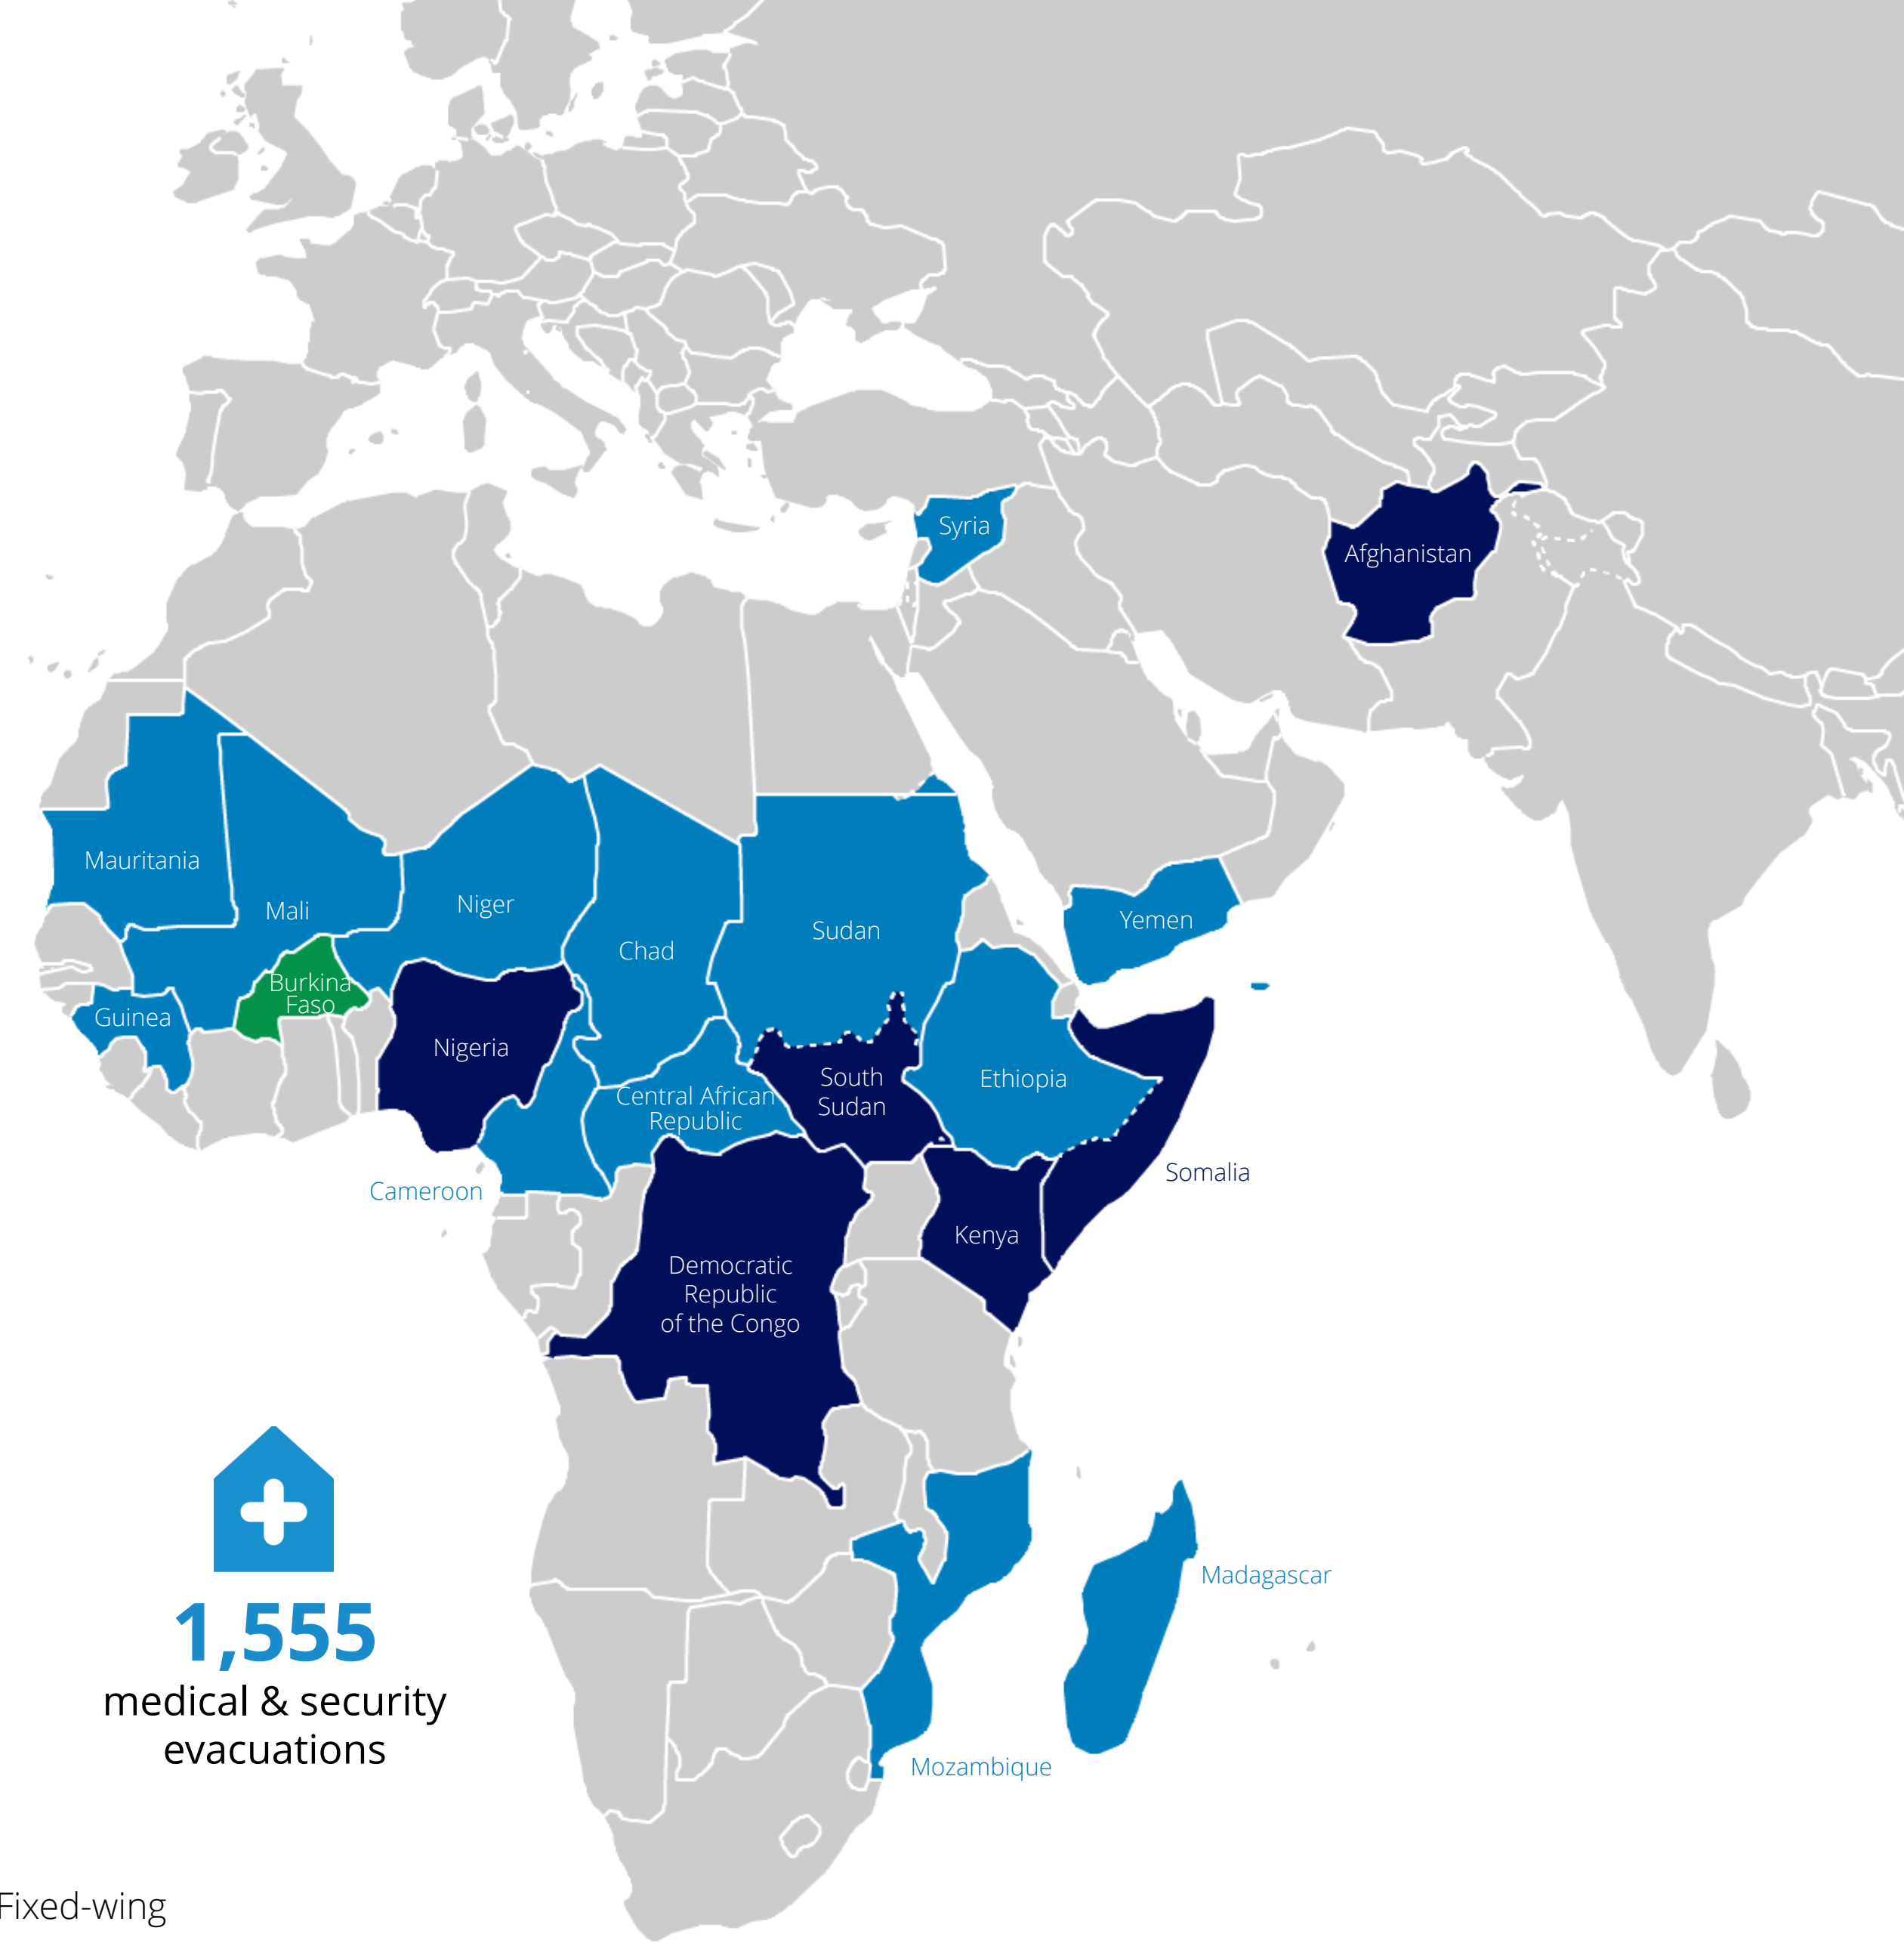 Syria
Afghanistan
Mauritania
Mali
Niger
Chad
Sudan
Yemen
Burkina
Faso
Guinea
Nigeria
Central African
Republic
South
Sudan
Ethiopia
Cameroon
Somalia
Kenya
Democratic
Republic
of the Congo
Madagascar
Mozambique
1,555
medical & security
evacuations
Fixed-wing